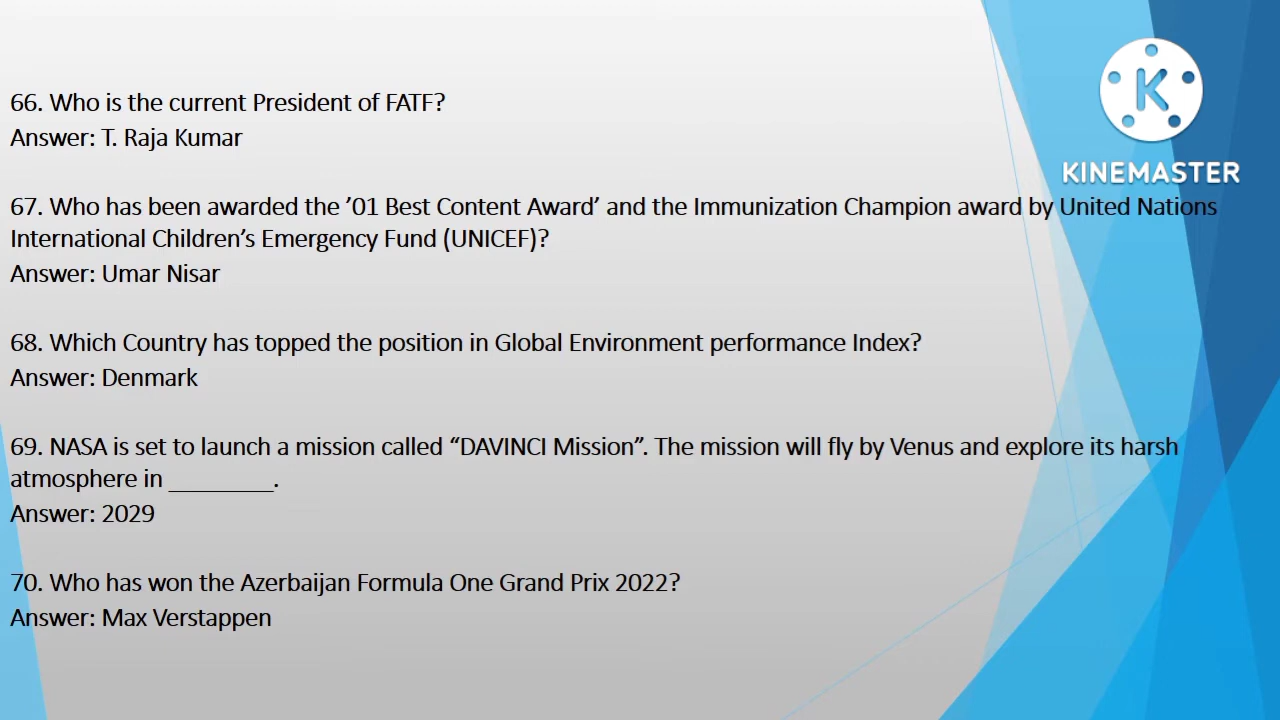 66. Who is the current President of FATF?
Answer: T. Raja Kumar
67. Who has been awarded the ’01 Best Content Award’ and the Immunization Champion award by United Nations
International Children’s Emergency Fund (UNICEF)?
Answer: Umar Nisar
68. Which Country has topped the position in Global Environment performance Index?
Answer: Denmark
69. NASA is set to launch a mission called “DAVINCI Mission”. The mission will fly by Venus and explore its harsh
atmosphere in ________.
Answer: 2029
70. Who has won the Azerbaijan Formula One Grand Prix 2022?
Answer: Max Verstappen
K
KINEMASTER